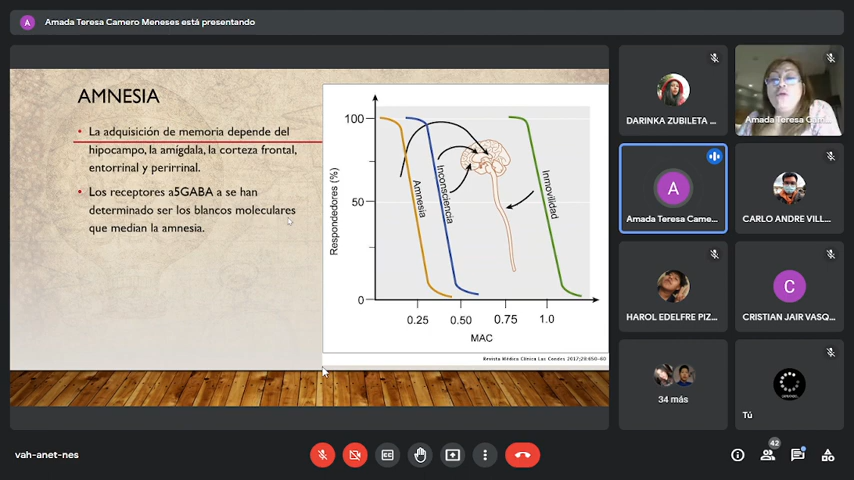 A
Amada Teresa Camero Meneses está presentando
AMNESIA
• La adquisición de memoria depende del
hipocampo, la amígdala, la corteza frontal,
entorrinal y perirrinal.
• Los receptores a5GABA a se han
determinado ser los blancos moleculares
que median la amnesia.
Respondedores (%)
100
50
0
Amnesia
Inconsciencia
Inmovilidad
0.25
0.50
0.75
1.0
MAC
Revista Médica Clínica Las Condes 2017;28:650-60
DARINKA ZUBILETA ...
Amada Teresa Cam...
A
Amada Teresa Came...
CARLO ANDRE VILL...
HAROL EDELFRE PIZ...
C
CRISTIAN JAIR VASQ...
34 más
Tú
vah-anet-nes
42